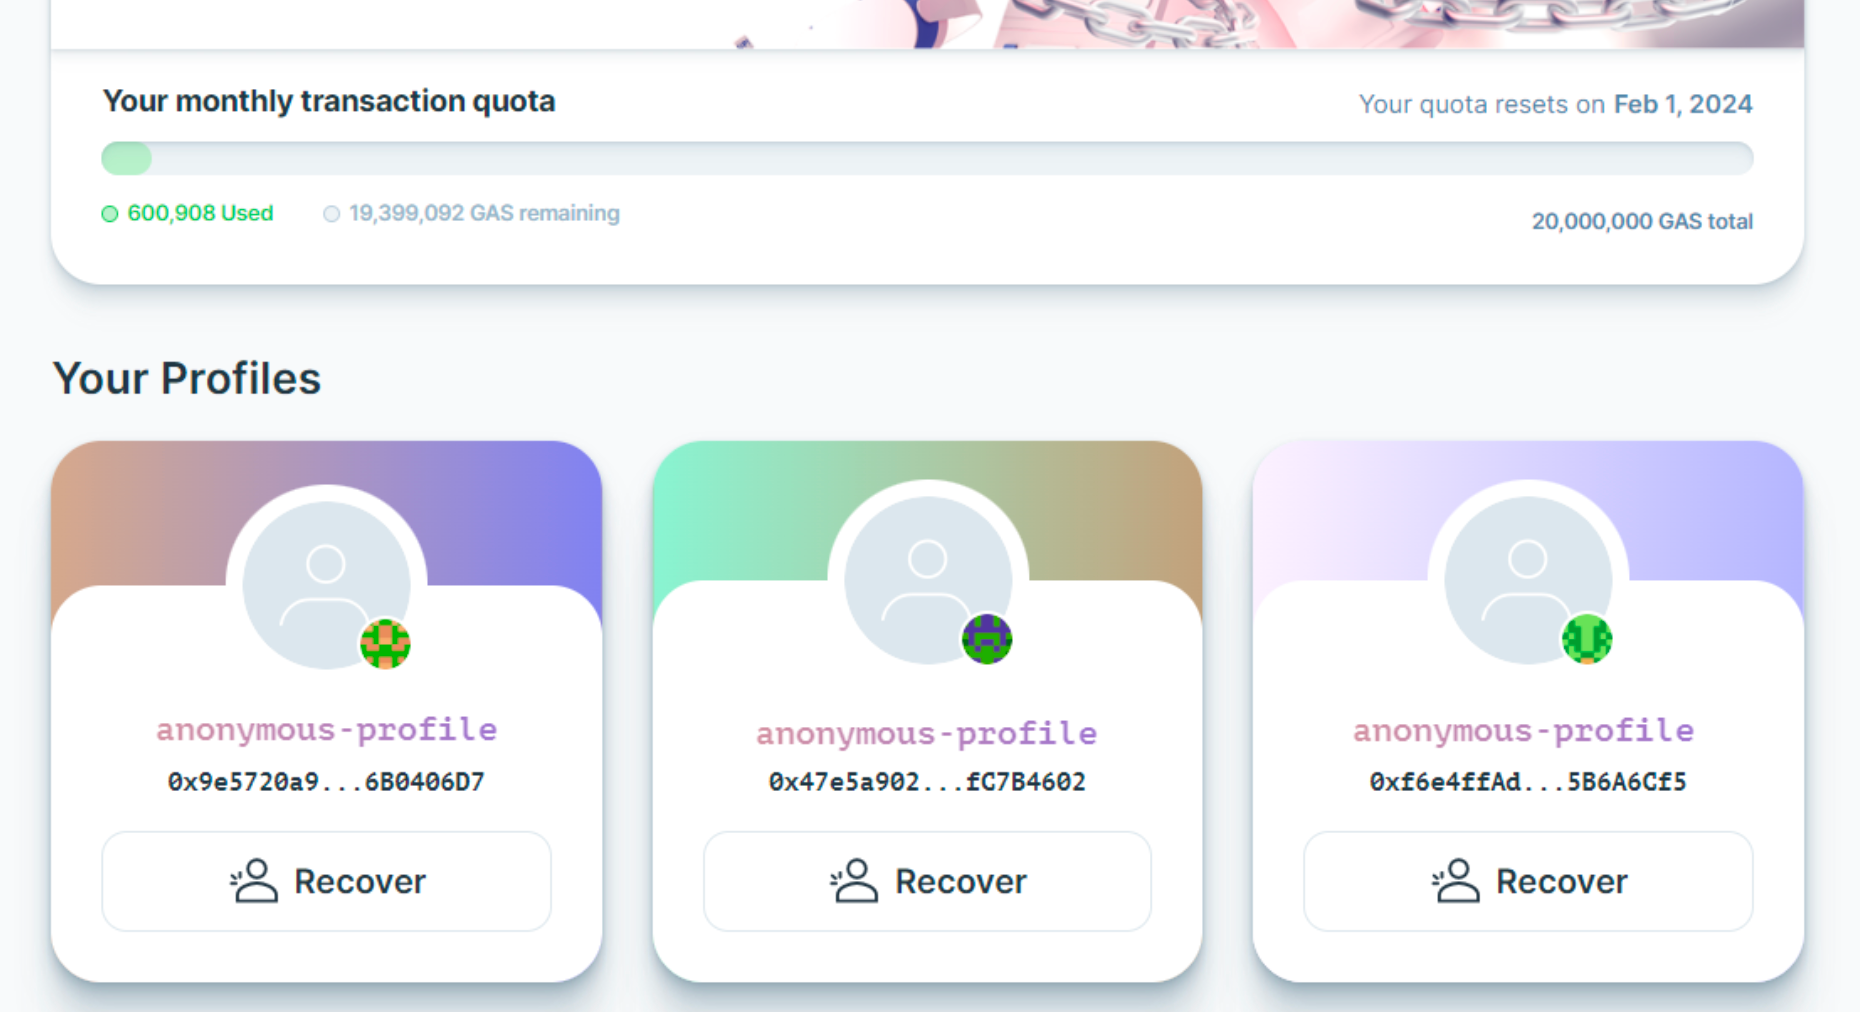 Your monthly transaction quota
Your quota resets on Feb 1, 2024
600,908 Used
19,399,092 GAS remaining
20,000,000 GAS total
Your Profiles
anonymous-profile
0x9e5720a9...6B0406D7
Recover
anonymous-profile
0x47e5a902...fC7B4602
Recover
anonymous-profile
0xf6e4ffAd...5B6A6Cf5
Recover